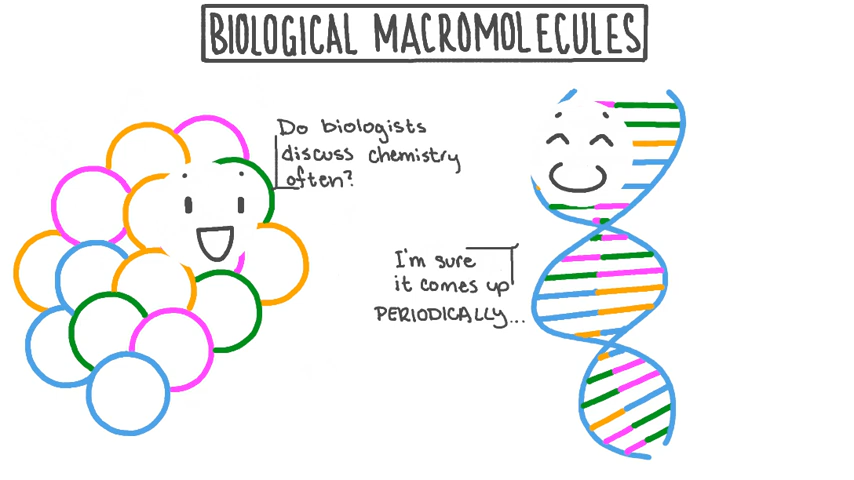 BIOLOGICAL MACROMOLECULES
Do biologists
discuss chemistry
often?
I'm sure
it comes up
PERIODICALLY...